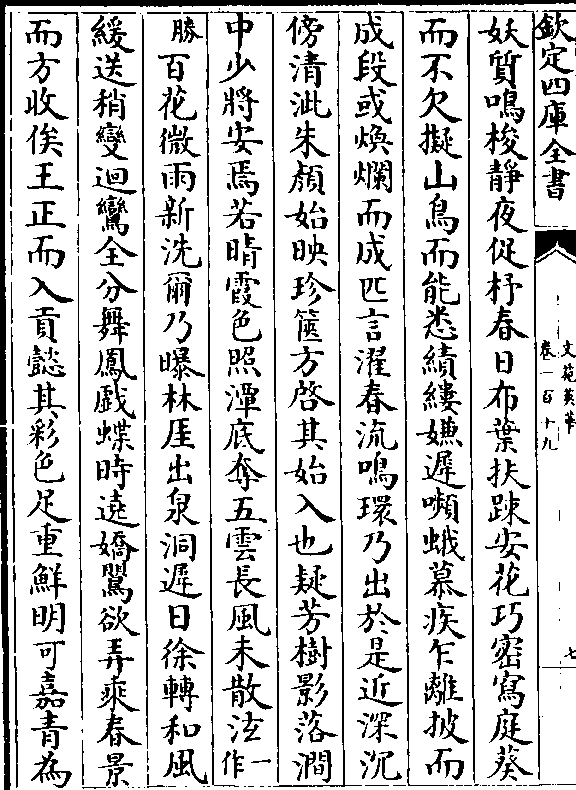 欽定四庫全書
文苑英華
卷一百十九
七
妖質鳴梭靜夜促杼春日布葉扶踈安花巧密寫庭葵
而不欠擬山鳥而能悉績縷嫌遲嚬蛾慕疾乍離披而
成段或煥爛而成匹言濯春流鳴環乃出於是近深沉
傍清泚朱顏始映珍篋方啓其始入也疑芳樹影落澗
中少將安焉若晴霞色照潭底奪五雲長風未散泫一作
勝百花微雨新洗爾乃曝林厓出泉洞遲日徐轉和風
緩送稍變迴鸞全分舞鳳戲蝶時遶嬌鸎欲弄乘春景
而方收俟王正而入貢懿其彩色足重鮮明可嘉青為